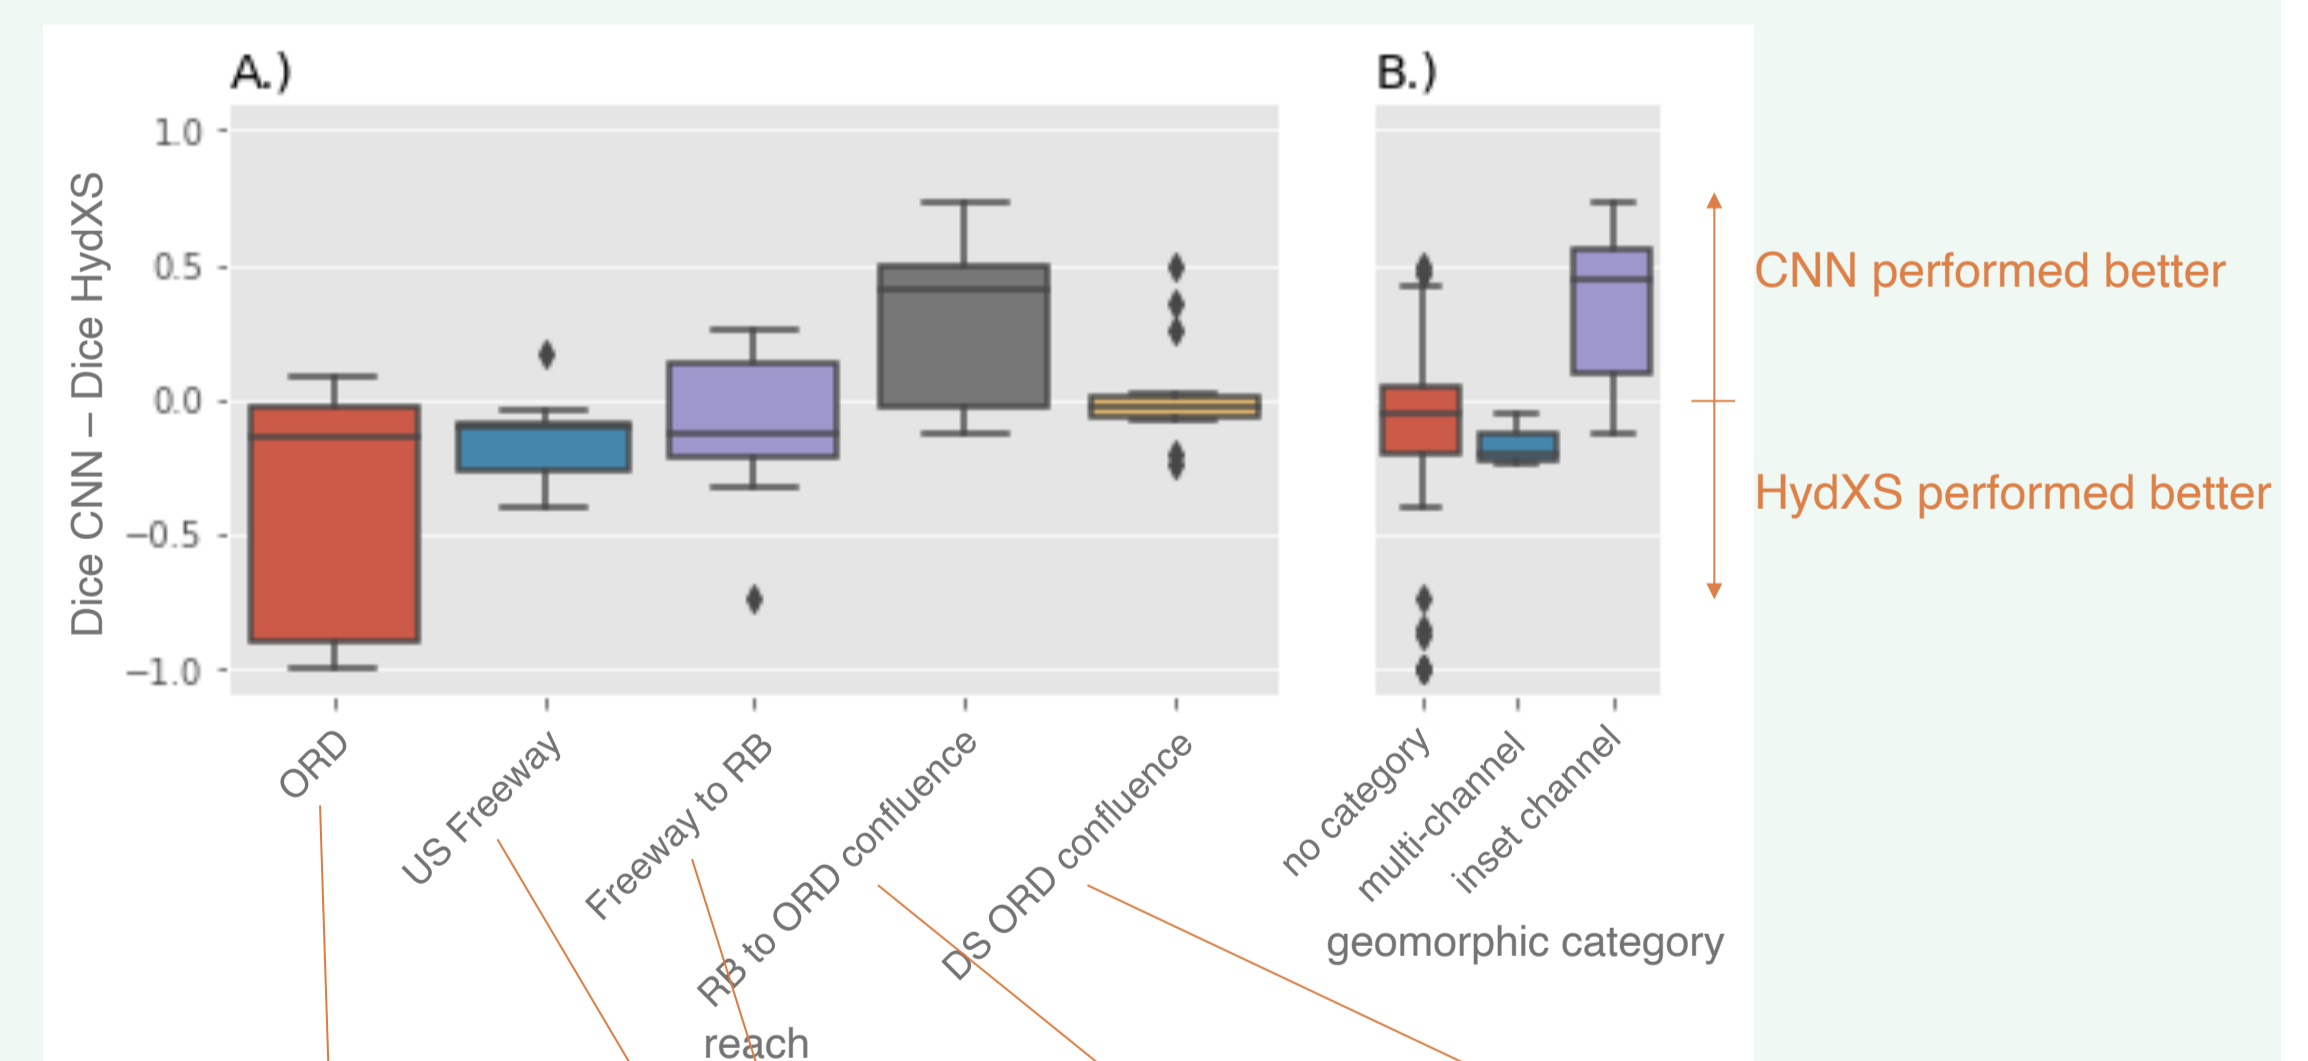 A.)
B.)
Dice CNN – Dice HydXS
1.0
0.5
0.0
−0.5
−1.0
CNN performed better
HydXS performed better
ORD
US Freeway
Freeway to RB
RB to ORD confluence
DS ORD confluence
reach
no category
multi-channel
inset channel
geomorphic category